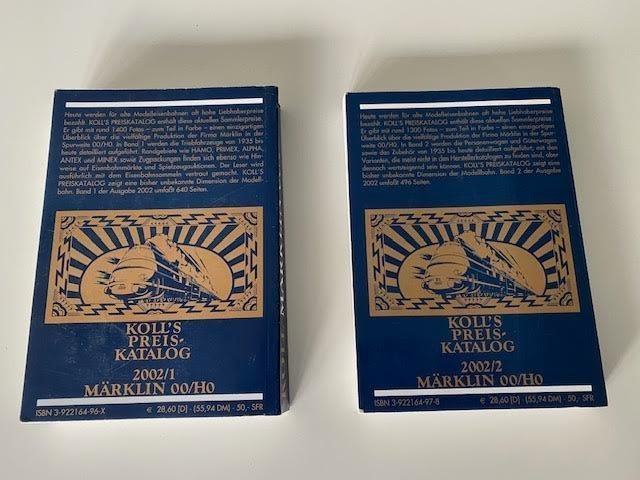 Heute werden für alte Modelleisenbahnen oft hohe Liebhaberpreise
bezahlt. KOLL'S PREISKATALOG enthält diese aktuellen Sammlerpreise.
Er gibt mit rund 1400 Fotos – zum Teil in Farbe – einen einzigartigen
Überblick über die vielfältige Produktion der Firma Märklin in der
Spurweite 00/H0. In Band 1 werden die Triebfahrzeuge von 1935 bis
heute detailliert aufgeführt. Randgebiete wie HAMO, PRIMEX, ALPHA,
ANTEX und MINEX sowie Zugpackungen finden sich ebenso wie Hin-
weise auf Eisenbahnmärkte und Spielzeugauktionen. Der Leser wird
ausführlich mit dem Eisenbahnsammeln vertraut gemacht. KOLL'S
PREISKATALOG zeigt eine bisher unbekannte Dimension der Modell-
bahn. Band 1 der Ausgabe 2002 umfaßt 640 Seiten.
KOLL'S
PREIS-
KATALOG
2002/1
MÄRKLIN 00/H0
ISBN 3-922164-96-X € 28,60 [D] · (55,94 DM) · 50,- SFR
Heute werden für alte Modelleisenbahnen oft hohe Liebhaberpreise
bezahlt. KOLL'S PREISKATALOG enthält diese aktuellen Sammlerpreise.
Er gibt mit rund 1300 Fotos – zum Teil in Farbe – einen einzigartigen
Überblick über die vielfältige Produktion der Firma Märklin in der Spur-
weite 00/H0. In Band 2 werden die Personenwagen und Güterwagen
sowie das Zubehör von 1935 bis heute detailliert aufgeführt; mit den
Varianten, die meist nicht in den Herstellerkatalogen zu finden sind, aber
dennoch wertsteigernd sein können. KOLL'S PREISKATALOG zeigt eine
bisher unbekannte Dimension der Modellbahn. Band 2 der Ausgabe
2002 umfaßt 496 Seiten.
KOLL'S
PREIS-
KATALOG
2002/2
MÄRKLIN 00/H0
ISBN 3-922164-97-8 € 28,60 [D] · (55,94 DM) · 50,- SFR